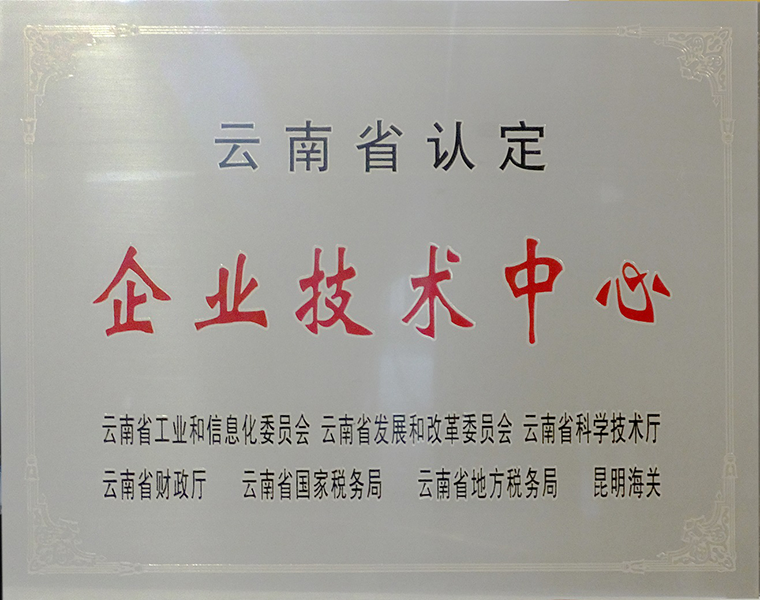 云南省认定
企业技术中心
云南省工业和信息化委员会 云南省发展和改革委员会 云南省科学技术厅
云南省财政厅 云南省国家税务局 云南省地方税务局 昆明海关